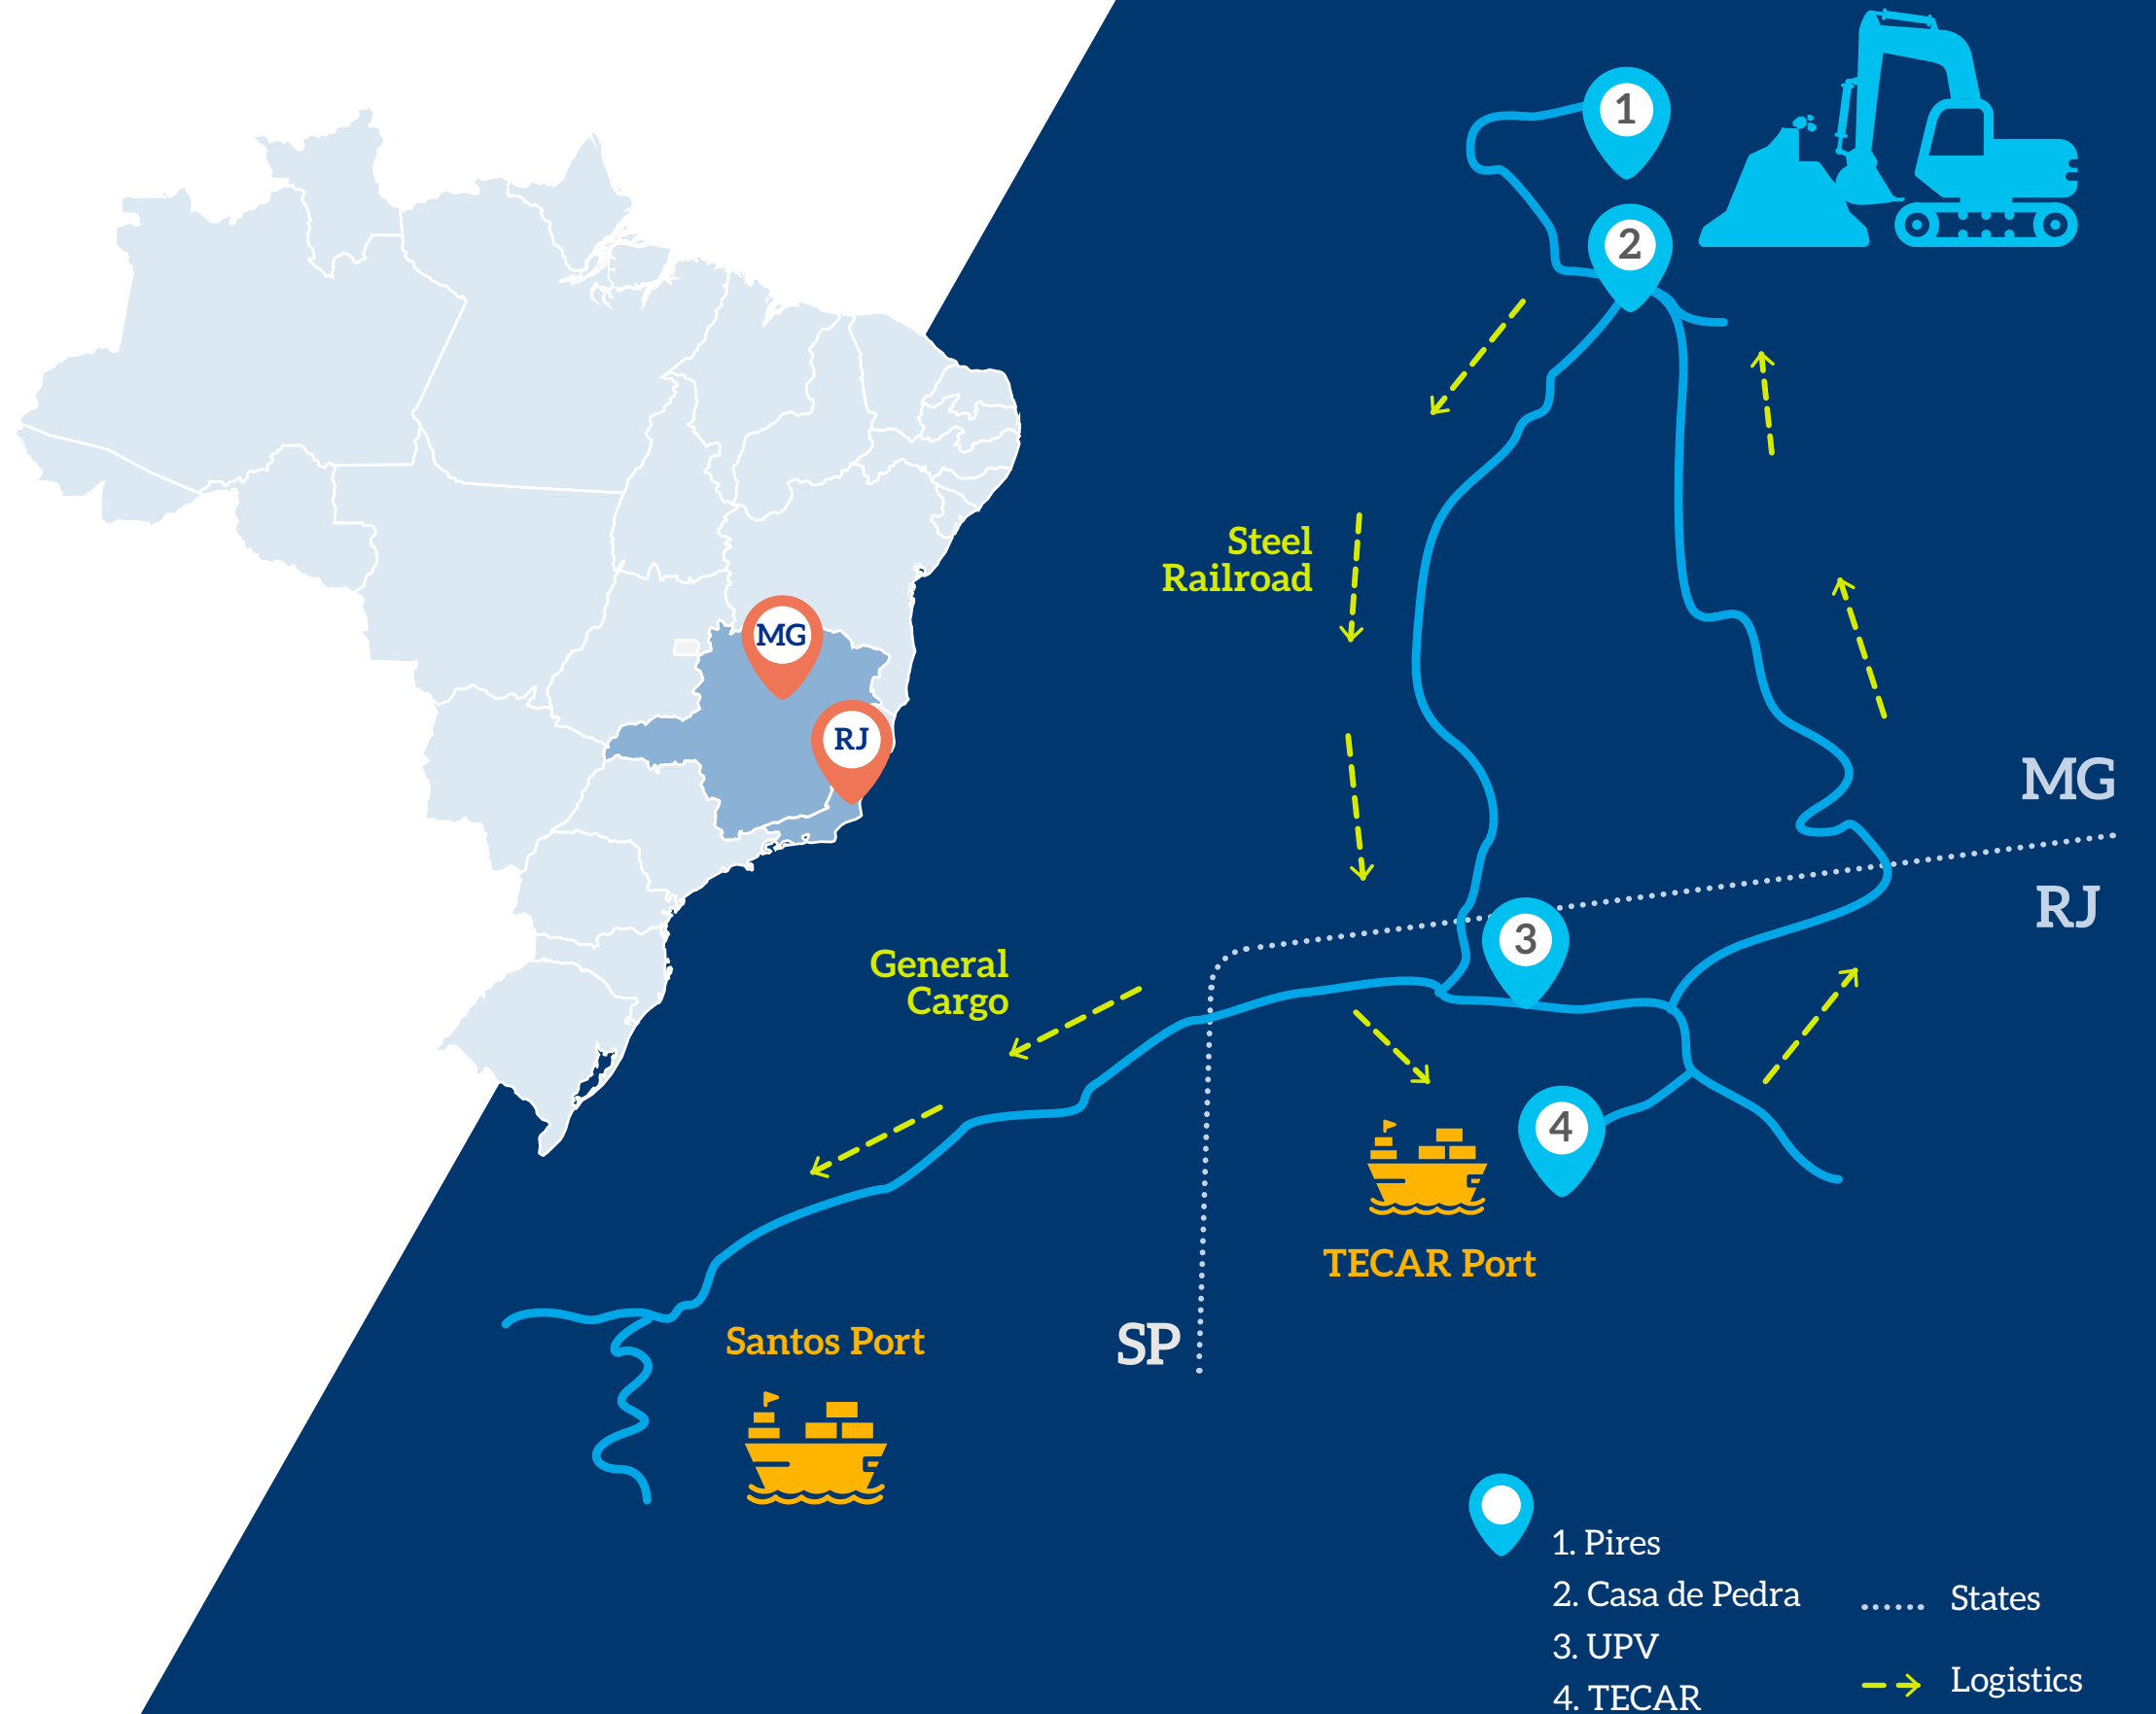 1
2
Steel
Railroad
MG
RJ
MG
RJ
3
General
Cargo
4
TECAR Port
SP
Santos Port
1. Pires
2. Casa de Pedra
3. UPV
4. TECAR
States
Logistics